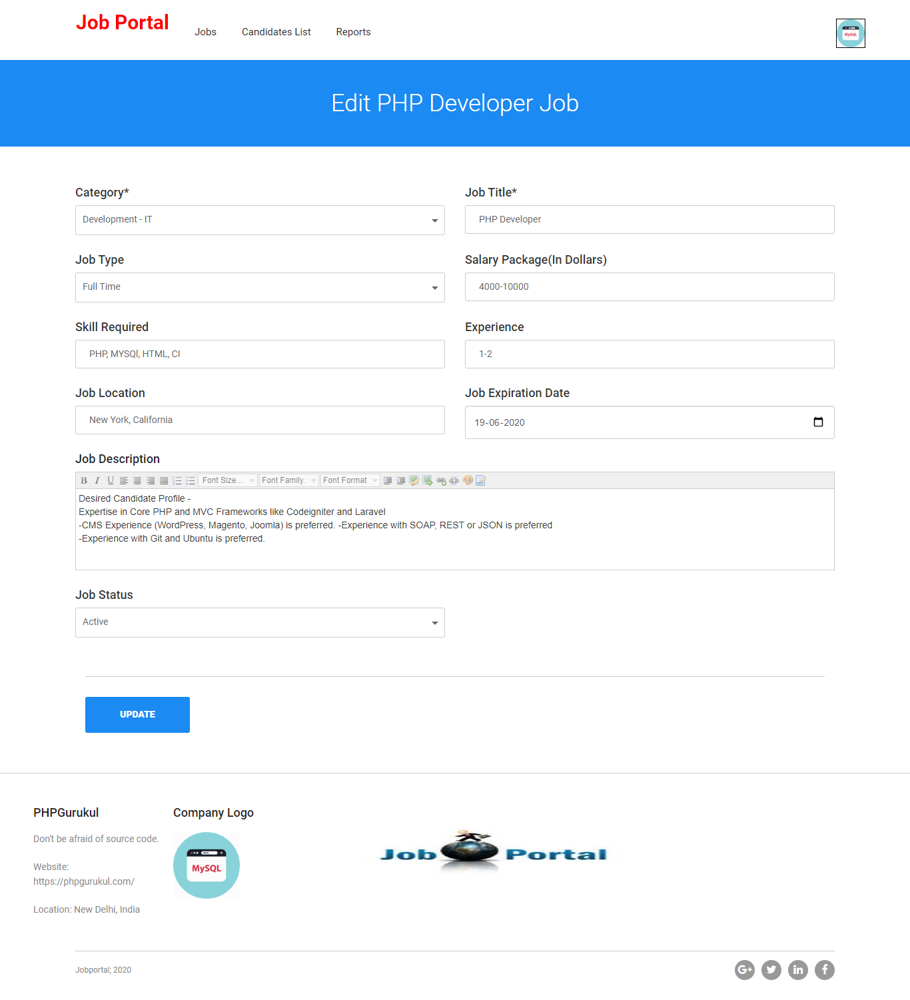 Job Portal
Jobs Candidates List Reports
MySQL
Edit PHP Developer Job
Category* Job Title*
Development - IT PHP Developer
Job Type Salary Package(In Dollars)
Full Time 4000-10000
Skill Required Experience
PHP, MYSQl, HTML, CI 1-2
Job Location Job Expiration Date
New York, California 19-06-2020
Job Description
B I U Font Size... Font Family. Font Format
Desired Candidate Profile -
Expertise in Core PHP and MVC Frameworks like Codeigniter and Laravel
-CMS Experience (WordPress, Magento, Joomla) is preferred. -Experience with SOAP, REST or JSON is preferred
-Experience with Git and Ubuntu is preferred.
Job Status
Active
UPDATE
PHPGurukul Company Logo
Don't be afraid of source code.
Website:
https://phpgurukul.com/
Location: New Delhi, India
MySQL
Job Portal
Jobportal; 2020
G+ in f